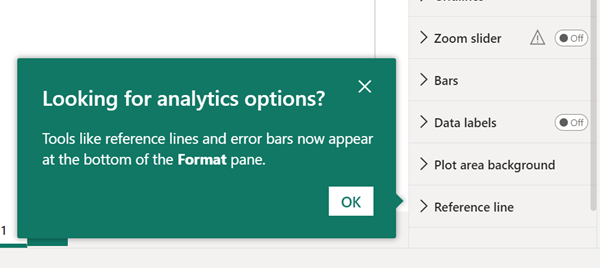 Zoom slider
Off
Looking for analytics options?
Tools like reference lines and error bars now appear
at the bottom of the Format pane.
OK
Bars
Data labels
Off
Plot area background
Reference line
1